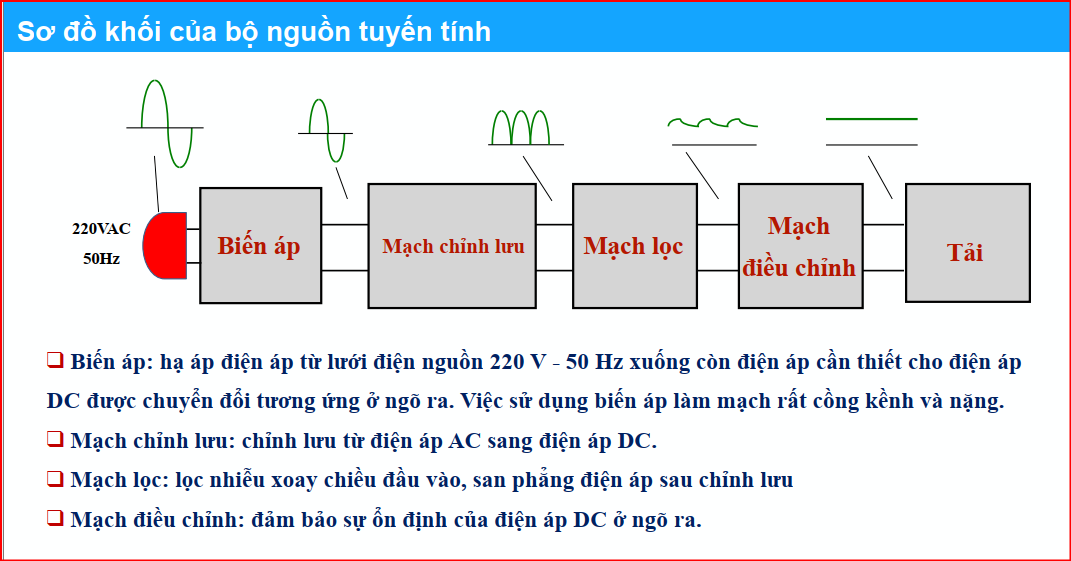 Sơ đồ khối của bộ nguồn tuyến tính
220VAC
50Hz
Biến áp
Mạch chỉnh lưu
Mạch lọc
Mạch
điều chỉnh
Tải
❑ Biến áp: hạ áp điện áp từ lưới điện nguồn 220 V - 50 Hz xuống còn điện áp cần thiết cho điện áp
DC được chuyển đổi tương ứng ở ngõ ra. Việc sử dụng biến áp làm mạch rất cồng kềnh và nặng.
❑ Mạch chỉnh lưu: chỉnh lưu từ điện áp AC sang điện áp DC.
❑ Mạch lọc: lọc nhiễu xoay chiều đầu vào, san phẳng điện áp sau chỉnh lưu
❑ Mạch điều chỉnh: đảm bảo sự ổn định của điện áp DC ở ngõ ra.